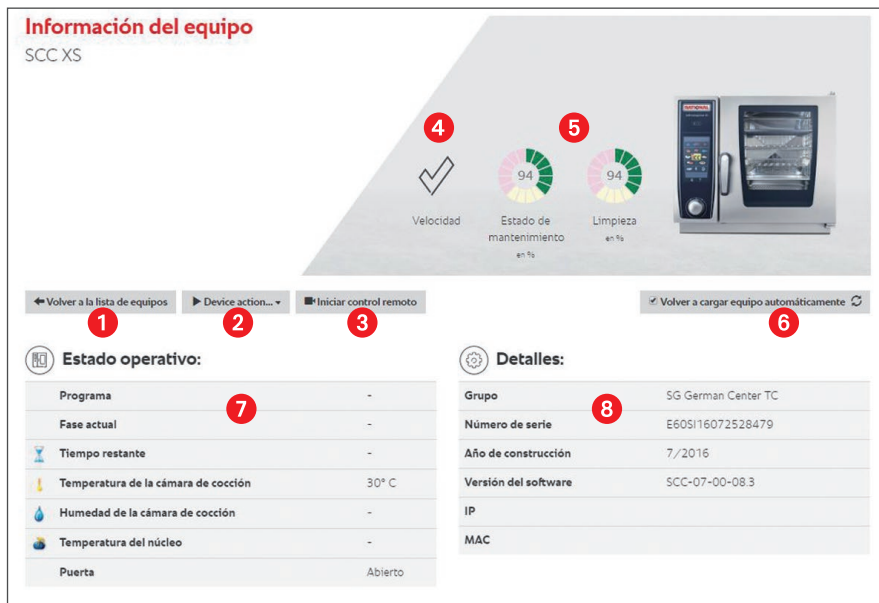 Información del equipo
SCC XS
RATIONAL
4
5
94
94
Velocidad
Estado de
mantenimiento
en %
Limpieza
en %
Volver a la lista de equipos
Device action...
Iniciar control remoto
Volver a cargar equipo automáticamente
1
2
3
6
Estado operativo:
Programa -
7
Fase actual -
Tiempo restante -
Temperatura de la cámara de cocción 30° C
Humedad de la cámara de cocción -
Temperatura del núcleo -
Puerta Abierto
Detalles:
Grupo SG German Center TC
8
Número de serie E60SI16072528479
Año de construcción 7/2016
Versión del software SCC-07-00-08.3
IP
MAC